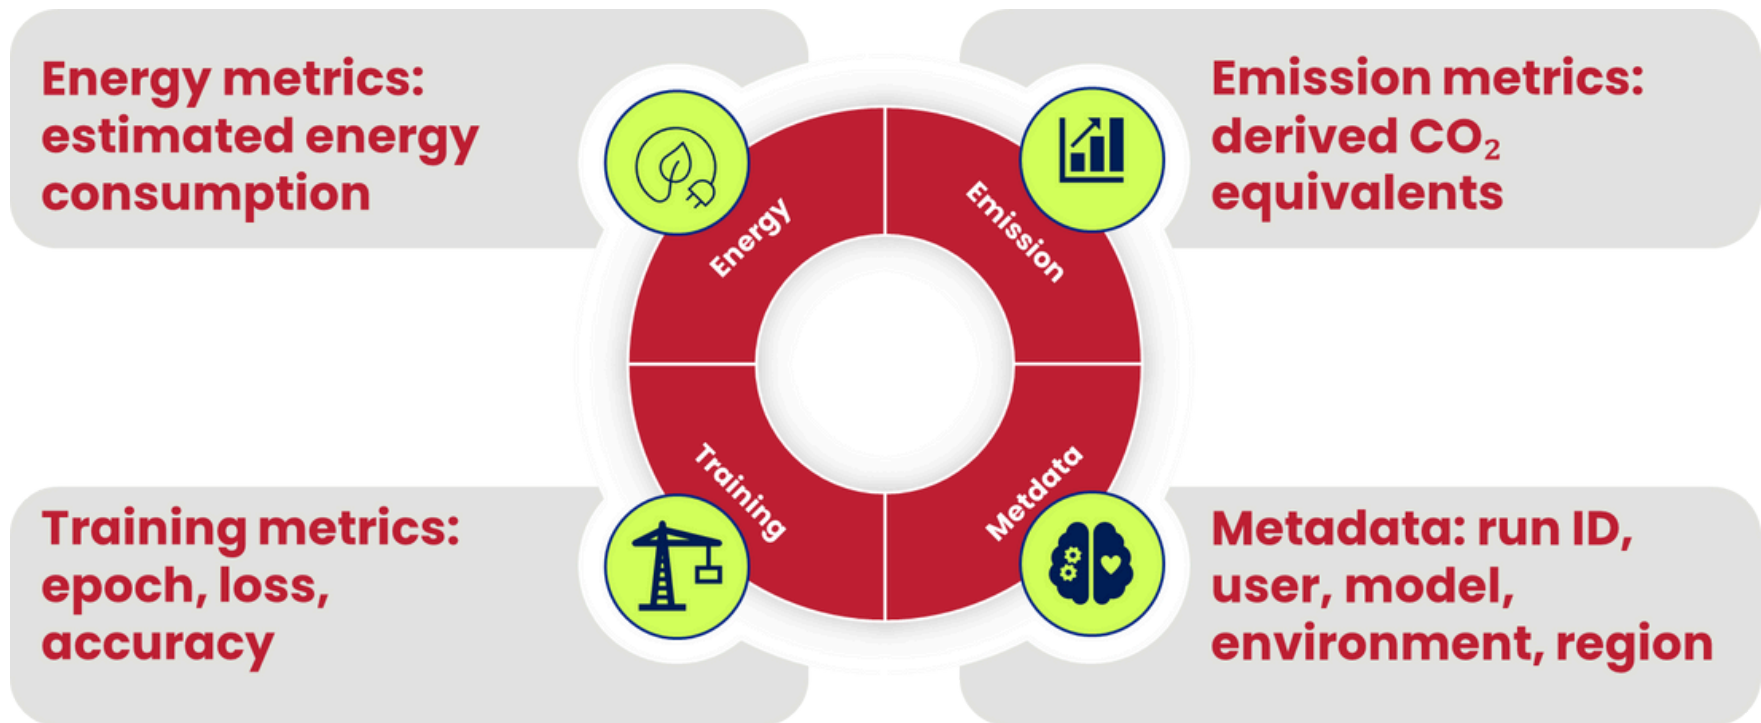 Energy metrics:
estimated energy
consumption
Emission metrics:
derived CO₂
equivalents
Energy
Emission
Training
Metdata
Training metrics:
epoch, loss,
accuracy
Metadata: run ID,
user, model,
environment, region